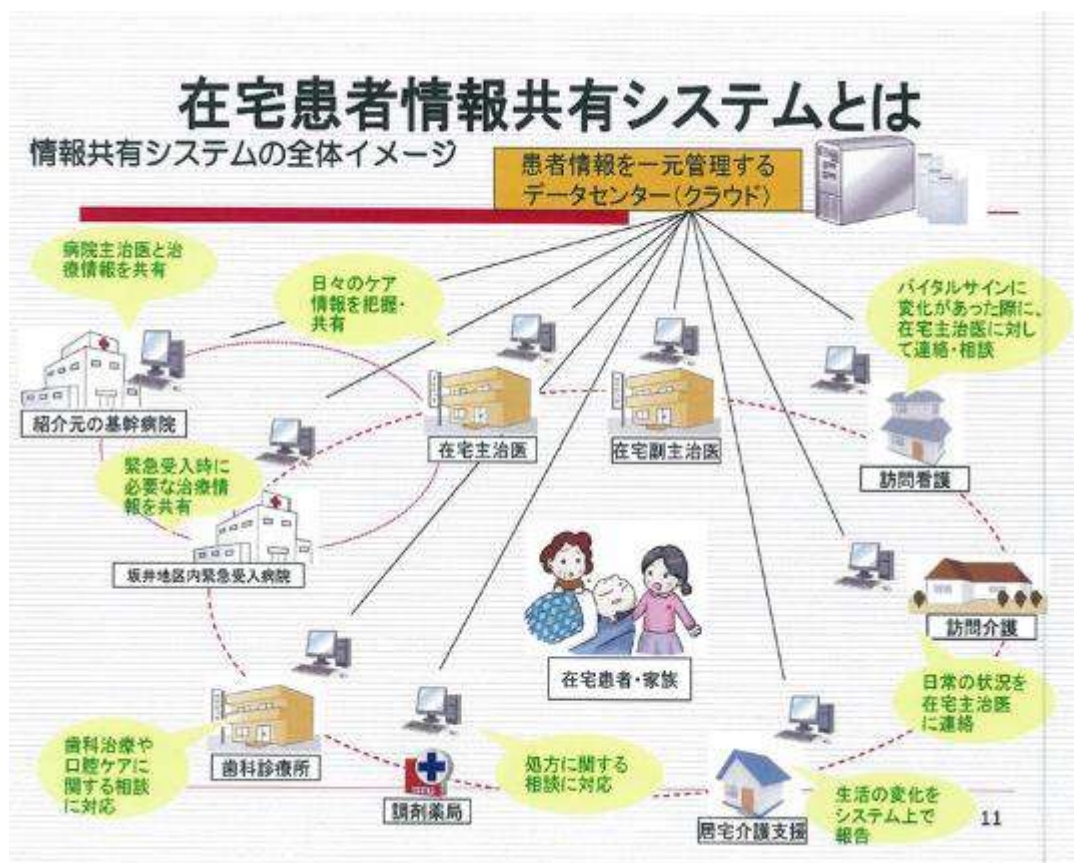 在宅患者情報共有システムとは
情報共有システムの全体イメージ
患者情報を一元管理する
データセンター(クラウド)
病院主治医と治
療情報を共有
日々のケア
情報を把握・
共有
バイタルサインに
変化があった際に、
在宅主治医に対し
て連絡・相談
紹介元の基幹病院
在宅主治医
在宅副主治医
訪問看護
緊急受入時に
必要な治療情
報を共有
坂井地区内緊急受入病院
訪問介護
在宅患者・家族
日常の状況を
在宅主治医
に連絡
歯科治療や
口腔ケアに
関する相談
に対応
歯科診療所
処方に関する
相談に対応
調剤薬局
居宅介護支援
生活の変化を
システム上で
報告
11